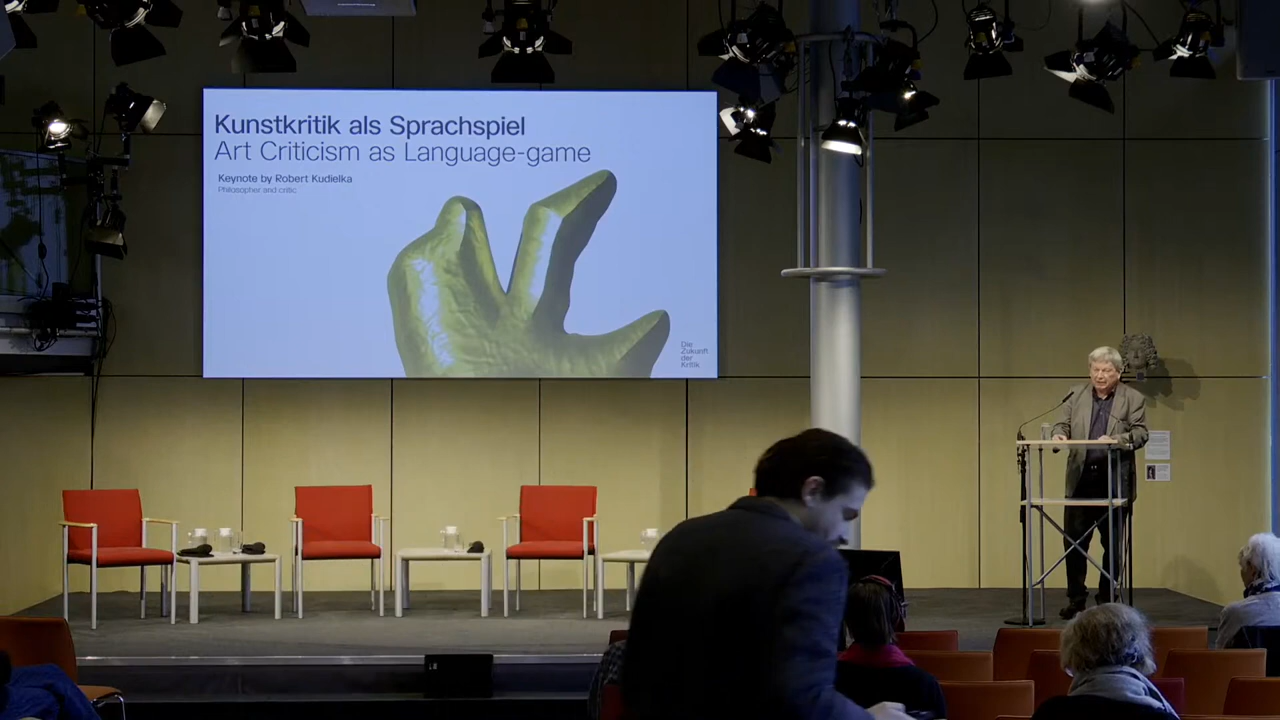 Kunstkritik als Sprachspiel
Art Criticism as Language-game
Keynote by Robert Kudielka
Philosopher and critic
Die
Zukunft
der
Kritik